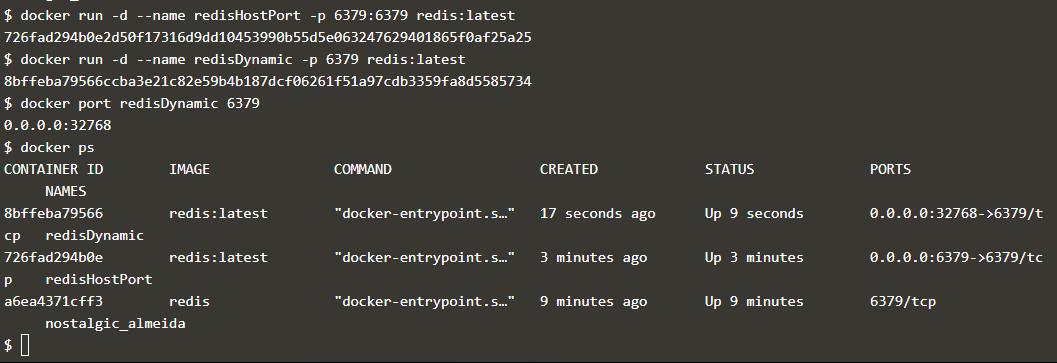 $ docker run -d --name redisHostPort -p 6379:6379 redis:latest
726fad294b0e2d50f17316d9dd10453990b55d5e063247629401865f0af25a25
$ docker run -d --name redisDynamic -p 6379 redis:latest
8bffeba79566ccba3e21c82e59b4b187dcf06261f51a97cdb3359fa8d5585734
$ docker port redisDynamic 6379
0.0.0.0:32768
$ docker ps
CONTAINER ID        IMAGE               COMMAND                  CREATED             STATUS              PORTS
     NAMES
8bffeba79566        redis:latest        "docker-entrypoint.s…"   17 seconds ago      Up 9 seconds        0.0.0.0:32768->6379/t
cp   redisDynamic
726fad294b0e        redis:latest        "docker-entrypoint.s…"   3 minutes ago       Up 3 minutes        0.0.0.0:6379->6379/tc
p    redisHostPort
a6ea4371cff3        redis               "docker-entrypoint.s…"   9 minutes ago       Up 9 minutes        6379/tcp
     nostalgic_almeida
$